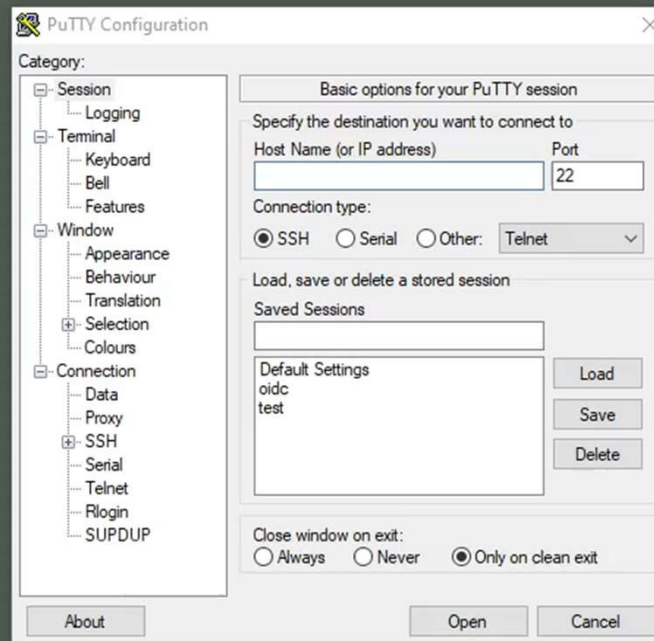 PuTTY Configuration
Category:
Session
Logging
Terminal
Keyboard
Bell
Features
Window
Appearance
Behaviour
Translation
Selection
Colours
Connection
Data
Proxy
SSH
Serial
Telnet
Rlogin
SUPDUP
Basic options for your PuTTY session
Specify the destination you want to connect to
Host Name (or IP address) Port
22
Connection type:
SSH Serial Other: Telnet
Load, save or delete a stored session
Saved Sessions
Default Settings
oidc
test
Load
Save
Delete
Close window on exit:
Always Never Only on clean exit
About Open Cancel